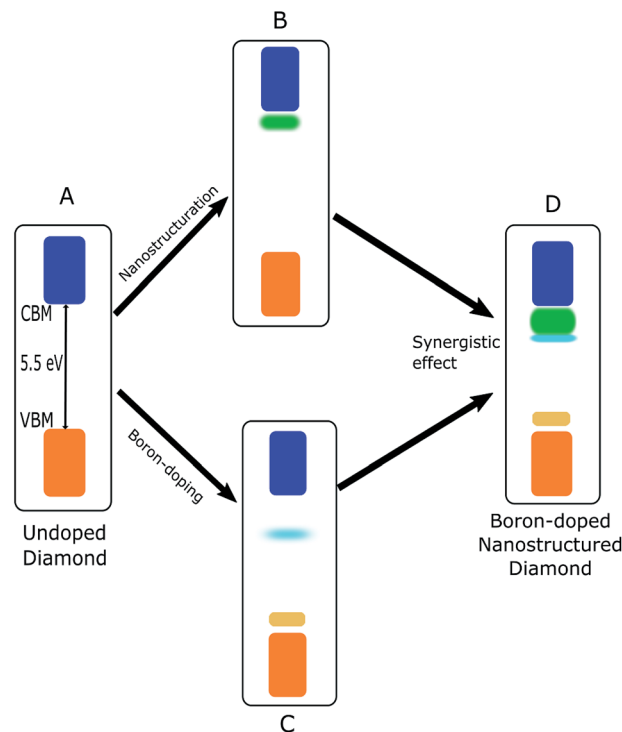 B
A
Nanostructuration
D
CBM
5.5 eV
VBM
Synergistic
effect
Boron-doping
Undoped
Diamond
Boron-doped
Nanostructured
Diamond
C